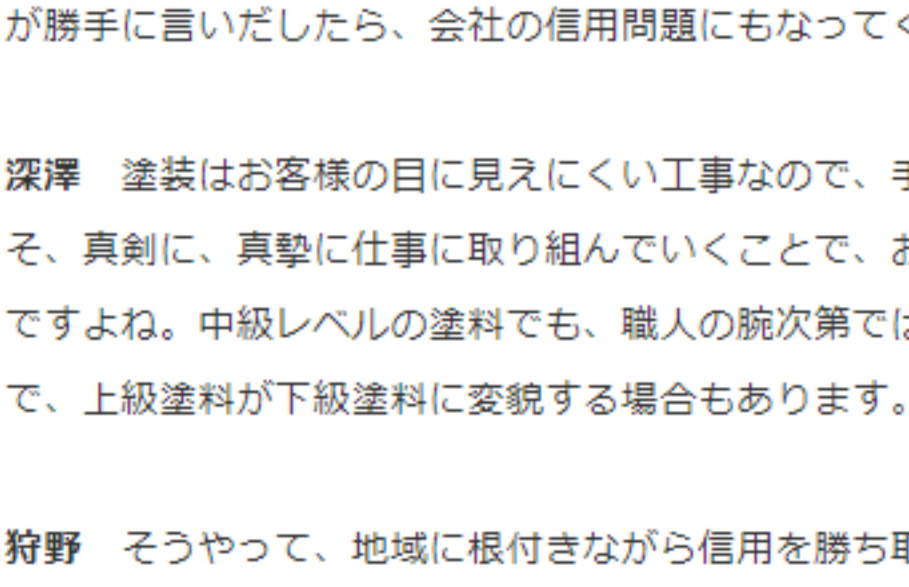 が勝手に言いだしたら、会社の信用問題にもなってく
深澤　塗装はお客様の目に見えにくい工事なので、手
そ、真剣に、真摯に仕事に取り組んでいくことで、お
ですよね。中級レベルの塗料でも、職人の腕次第では
で、上級塗料が下級塗料に変貌する場合もあります。
狩野　そうやって、地域に根付きながら信用を勝ち取